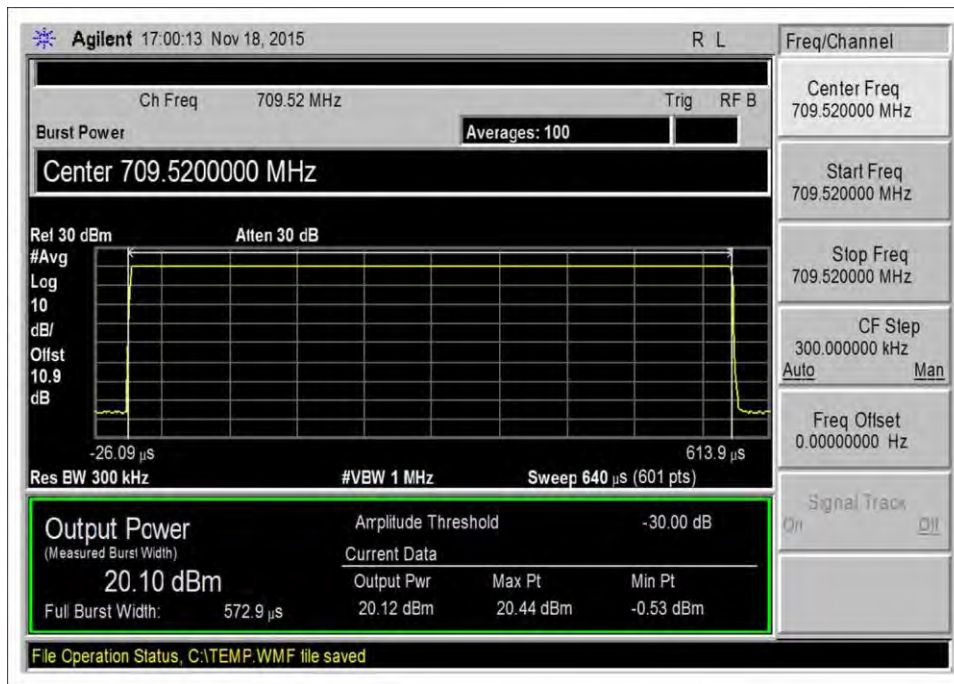 Agilent 17:00:13 Nov 18, 2015 R L
Freq/Channel
Ch Freq 709.52 MHz Trig RF B
Burst Power Averages: 100
Center 709.5200000 MHz
Ref 30 dBm Atten 30 dB
#Avg
Log
10
dB/
Offst
10.9
dB
-26.09 μs 613.9 μs
Res BW 300 kHz #VBW 1 MHz Sweep 640 μs (601 pts)
Output Power
(Measured Burst Width)
20.10 dBm
Full Burst Width: 572.9 μs
Amplitude Threshold -30.00 dB
Current Data
Output Pwr Max Pt Min Pt
20.12 dBm 20.44 dBm -0.53 dBm
File Operation Status, C:\TEMP.WMF file saved
Center Freq
709.520000 MHz
Start Freq
709.520000 MHz
Stop Freq
709.520000 MHz
CF Step
300.000000 kHz
Auto Man
Freq Offset
0.00000000 Hz
Signal Track
On Off